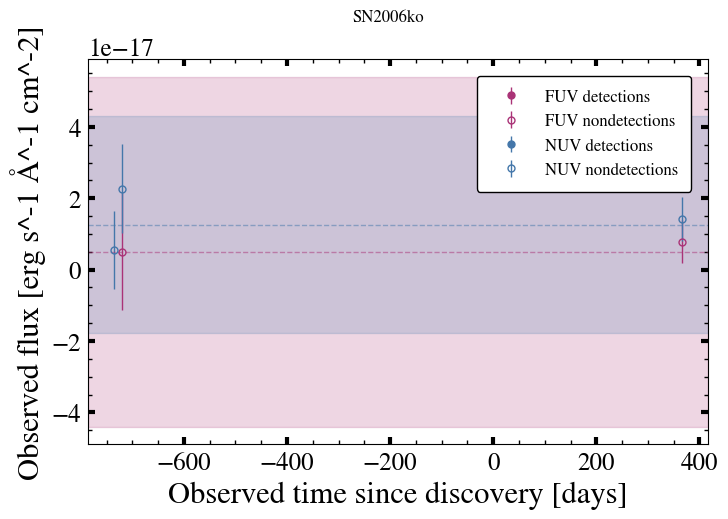 SN2006ko
1e−17
FUV detections
FUV nondetections
NUV detections
NUV nondetections
4
2
0
−2
−4
−600
−400
−200
0
200
400
Observed time since discovery [days]
Observed flux [erg s^-1 Å^-1 cm^-2]